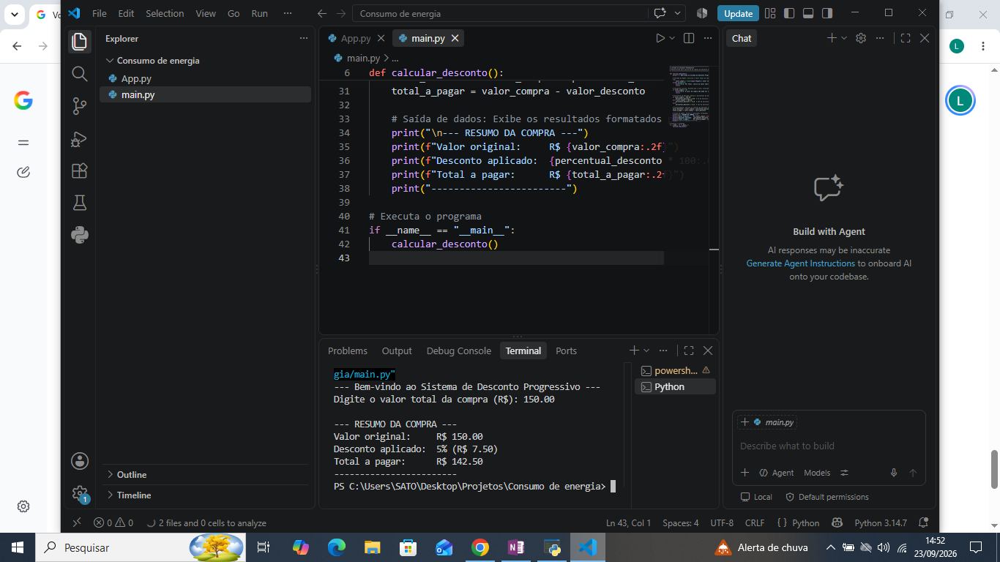 Vo
File Edit Selection View Go Run ···
Consumo de energia
Update
Explorer
Consumo de energia
App.py
main.py
Outline
Timeline
App.py
main.py
main.py > ...
6 def calcular_desconto():
31 total_a_pagar = valor_compra - valor_desconto
32
33 # Saída de dados: Exibe os resultados formatados
34 print("\n--- RESUMO DA COMPRA ---")
35 print(f"Valor original:     R$ {valor_compra:.2f}")
36 print(f"Desconto aplicado:  {percentual_desconto * 100:.
37 print(f"Total a pagar:      R$ {total_a_pagar:.2f}")
38 print("------------------------")
39
40 # Executa o programa
41 if __name__ == "__main__":
42 calcular_desconto()
43
Problems Output Debug Console Terminal Ports
gia/main.py"
--- Bem-vindo ao Sistema de Desconto Progressivo ---
Digite o valor total da compra (R$): 150.00
--- RESUMO DA COMPRA ---
Valor original:     R$ 150.00
Desconto aplicado:  5% (R$ 7.50)
Total a pagar:      R$ 142.50
------------------------
PS C:\Users\SATO\Desktop\Projetos\Consumo de energia>
powersh...
Python
Chat
Build with Agent
AI responses may be inaccurate
Generate Agent Instructions to onboard AI
onto your codebase.
main.py
Describe what to build
Agent Models
Local Default permissions
L
L
1
0 0 2 files and 0 cells to analyze
Ln 43, Col 1 Spaces: 4 UTF-8 CRLF { } Python Python 3.14.7
Pesquisar
Alerta de chuva
14:52
23/09/2026